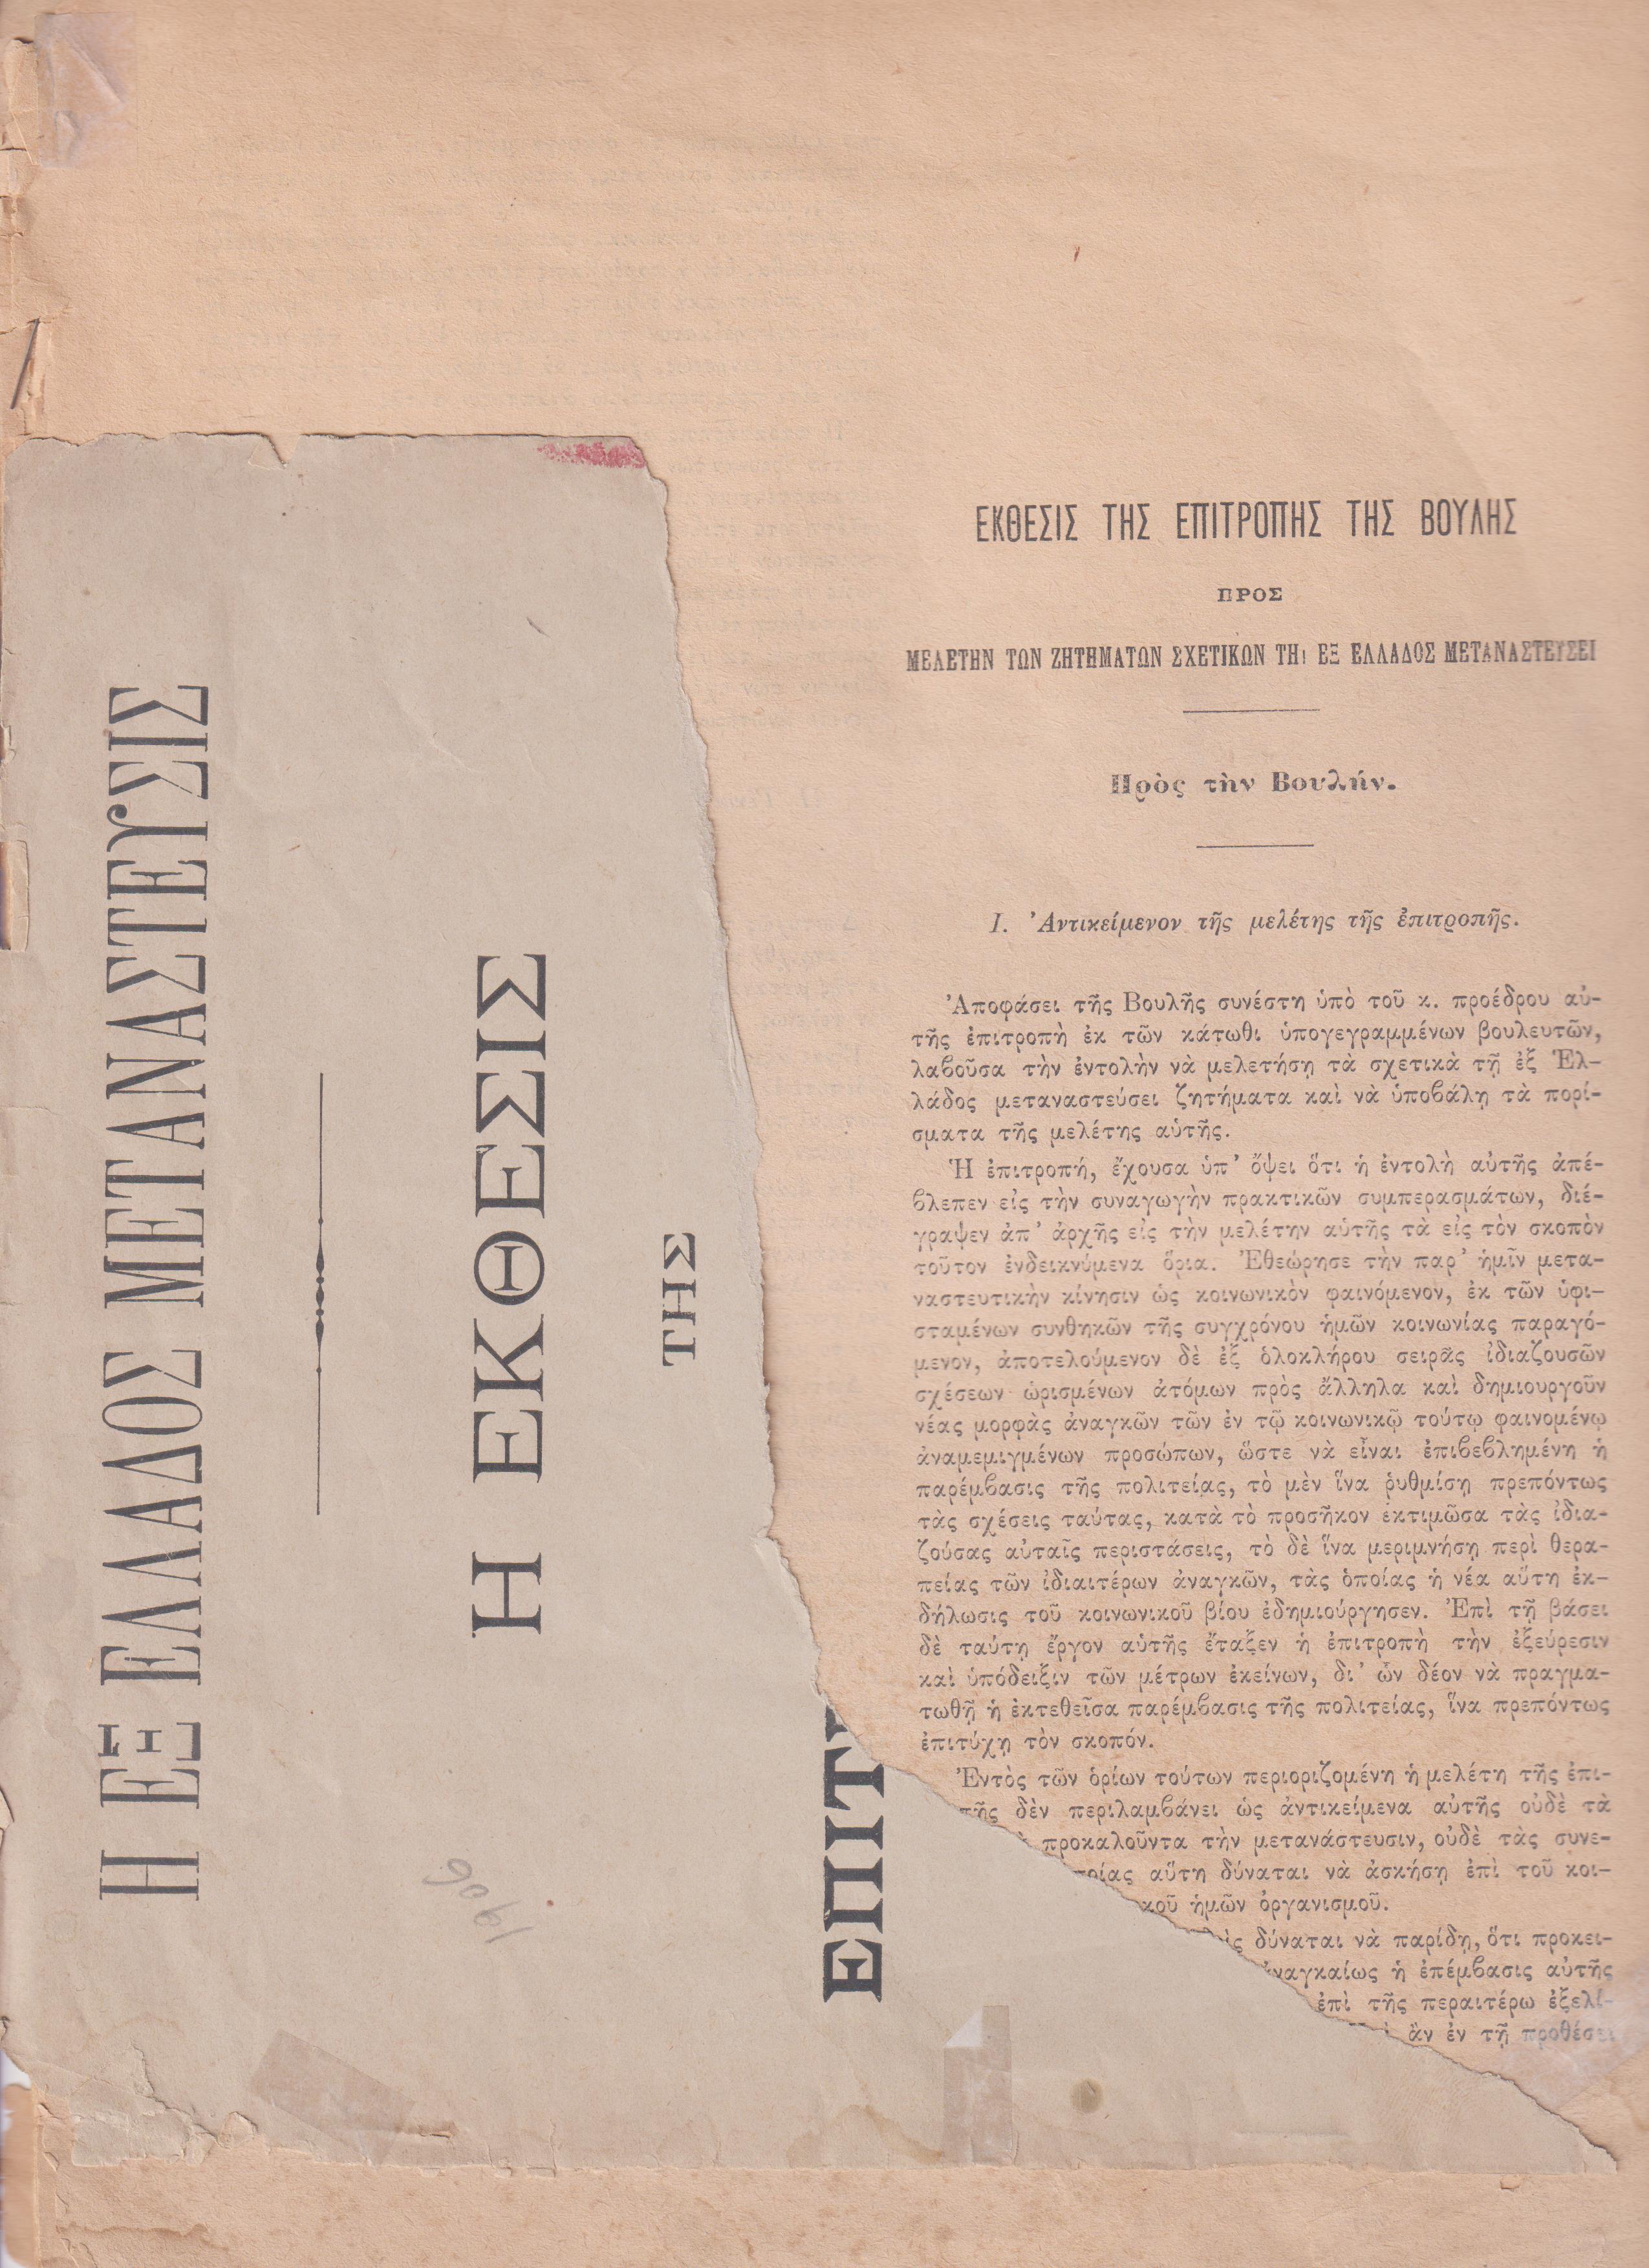 Η ΕΞ ΕΛΛΑΔΟΣ ΜΕΤΑΝΑΣΤΕΥΣΙΣ
Η ΕΚΘΕΣΙΣ
ΤΗΣ
ΕΠΙΤ
1906
ΕΚΘΕΣΙΣ ΤΗΣ ΕΠΙΤΡΟΠΗΣ ΤΗΣ ΒΟΥΛΗΣ
ΠΡΟΣ
ΜΕΛΕΤΗΝ ΤΩΝ ΖΗΤΗΜΑΤΩΝ ΣΧΕΤΙΚΩΝ ΤΗι ΕΞ ΕΛΛΑΔΟΣ ΜΕΤΑΝΑΣΤΕΥΣΕΙ
Πρὸς τὴν Βουλήν.
I. Ἀντικείμενον τῆς μελέτης τῆς ἐπιτροπῆς.
Ἀποφάσει τῆς Βουλῆς συνέστη ὑπὸ τοῦ κ. προέδρου αὐ-
τῆς ἐπιτροπὴ ἐκ τῶν κάτωθι ὑπογεγραμμένων βουλευτῶν,
λαβοῦσα τὴν ἐντολὴν νὰ μελετήσῃ τὰ σχετικὰ τῇ ἐξ Ἑλ-
λάδος μεταναστεύσει ζητήματα καὶ νὰ ὑποβάλῃ τὰ πορί-
σματα τῆς μελέτης αὑτῆς.
Ἡ ἐπιτροπή, ἔχουσα ὑπ' ὄψει ὅτι ἡ ἐντολὴ αὐτῆς ἀπέ-
βλεπεν εἰς τὴν συναγωγὴν πρακτικῶν συμπερασμάτων, διέ-
γραψεν ἀπ' ἀρχῆς εἰς τὴν μελέτην αὑτῆς τὰ εἰς τὸν σκοπὸν
τοῦτον ἐνδεικνύμενα ὅρια. Ἐθεώρησε τὴν παρ' ἡμῖν μετα-
ναστευτικὴν κίνησιν ὡς κοινωνικὸν φαινόμενον, ἐκ τῶν ὑφι-
σταμένων συνθηκῶν τῆς συγχρόνου ἡμῶν κοινωνίας παραγό-
μενον, ἀποτελούμενον δὲ ἐξ ὁλοκλήρου σειρᾶς ἰδιαζουσῶν
σχέσεων ὡρισμένων ἀτόμων πρὸς ἄλληλα καὶ δημιουργοῦν
νέας μορφὰς ἀναγκῶν τῶν ἐν τῷ κοινωνικῷ τούτῳ φαινομένῳ
ἀναμεμιγμένων προσώπων, ὥστε νὰ εἶναι ἐπιβεβλημένη ἡ
παρέμβασις τῆς πολιτείας, τὸ μὲν ἵνα ῥυθμίσῃ πρεπόντως
τὰς σχέσεις ταύτας, κατὰ τὸ προσῆκον ἐκτιμῶσα τὰς ἰδια-
ζούσας αὐταῖς περιστάσεις, τὸ δὲ ἵνα μεριμνήσῃ περὶ θερα-
πείας τῶν ἰδιαιτέρων ἀναγκῶν, τὰς ὁποίας ἡ νέα αὕτη ἐκ-
δήλωσις τοῦ κοινωνικοῦ βίου ἐδημιούργησεν. Ἐπὶ τῇ βάσει
δὲ ταύτῃ ἔργον αὑτῆς ἔταξεν ἡ ἐπιτροπὴ τὴν ἐξεύρεσιν
καὶ ὑπόδειξιν τῶν μέτρων ἐκείνων, δι' ὧν δέον νὰ πραγμα-
τωθῇ ἡ ἐκτεθεῖσα παρέμβασις τῆς πολιτείας, ἵνα πρεπόντως
ἐπιτύχῃ τὸν σκοπόν.
Ἐντὸς τῶν ὁρίων τούτων περιοριζομένη ἡ μελέτη τῆς ἐπι-
πῆς δὲν περιλαμβάνει ὡς ἀντικείμενα αὐτῆς οὐδὲ τὰ
προκαλοῦντα τὴν μετανάστευσιν, οὐδὲ τὰς συνε-
ποίας αὕτη δύναται νὰ ἀσκήσῃ ἐπὶ τοῦ κοι-
κοῦ ἡμῶν ὀργανισμοῦ.
δύναται νὰ παρίδῃ, ὅτι προκει-
ἀναγκαίως ἡ ἐπέμβασις αὐτῆς
ἐπὶ τῆς περαιτέρω ἐξελί-
ἂν ἐν τῇ προθέσει